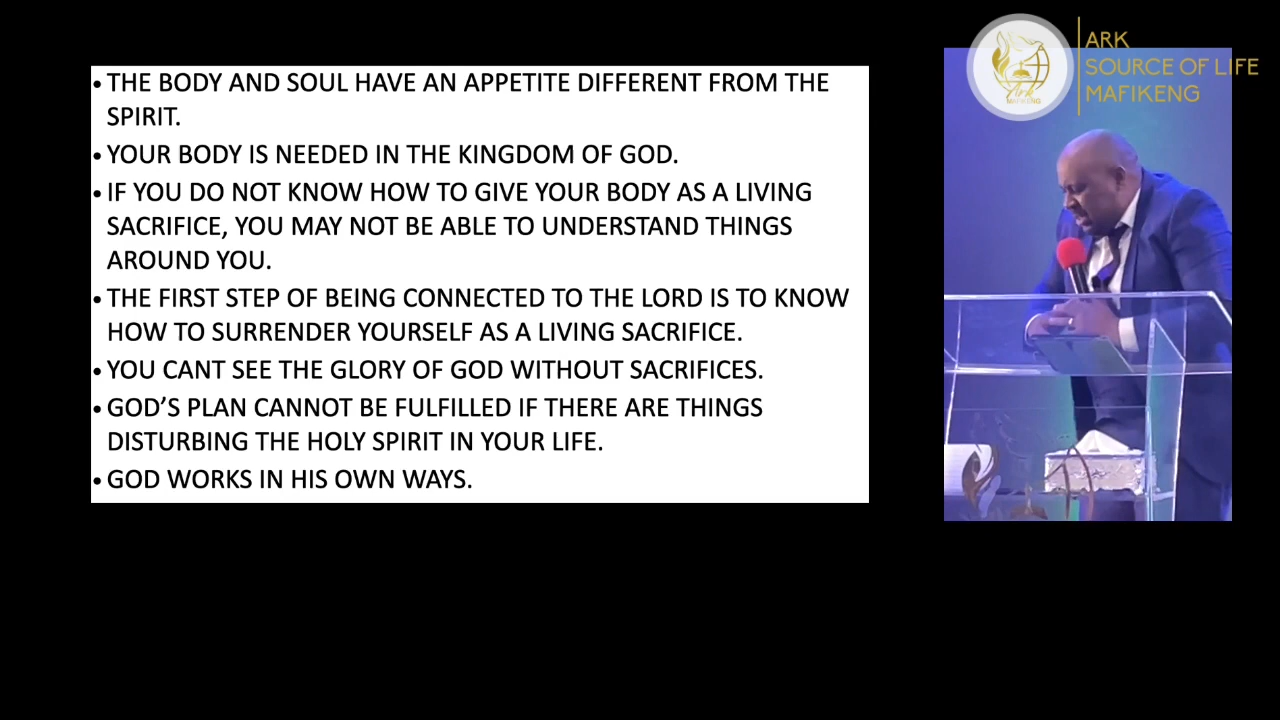 • THE BODY AND SOUL HAVE AN APPETITE DIFFERENT FROM THE
SPIRIT.
• YOUR BODY IS NEEDED IN THE KINGDOM OF GOD.
• IF YOU DO NOT KNOW HOW TO GIVE YOUR BODY AS A LIVING
SACRIFICE, YOU MAY NOT BE ABLE TO UNDERSTAND THINGS
AROUND YOU.
• THE FIRST STEP OF BEING CONNECTED TO THE LORD IS TO KNOW
HOW TO SURRENDER YOURSELF AS A LIVING SACRIFICE.
• YOU CANT SEE THE GLORY OF GOD WITHOUT SACRIFICES.
• GOD’S PLAN CANNOT BE FULFILLED IF THERE ARE THINGS
DISTURBING THE HOLY SPIRIT IN YOUR LIFE.
• GOD WORKS IN HIS OWN WAYS.
Ark
MAFIKENG
ARK
SOURCE OF LIFE
MAFIKENG